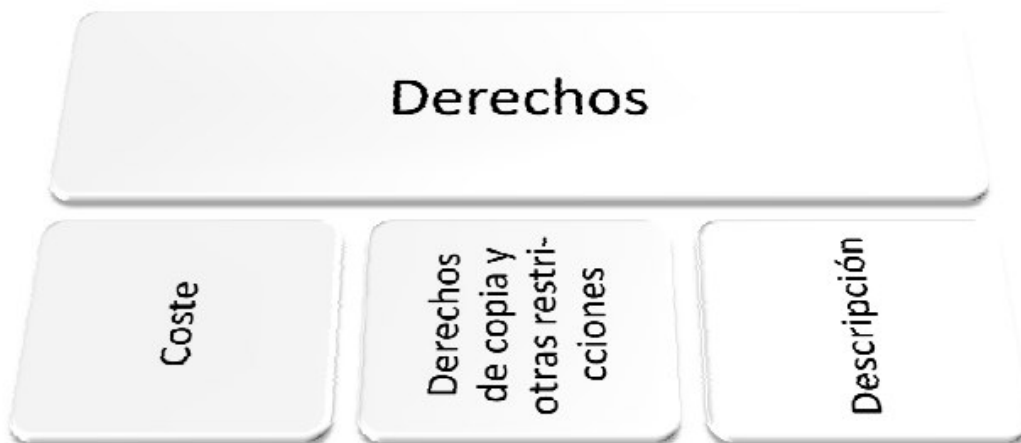 Derechos
Coste
Derechos
de copia y
otras restri-
cciones
Descripción